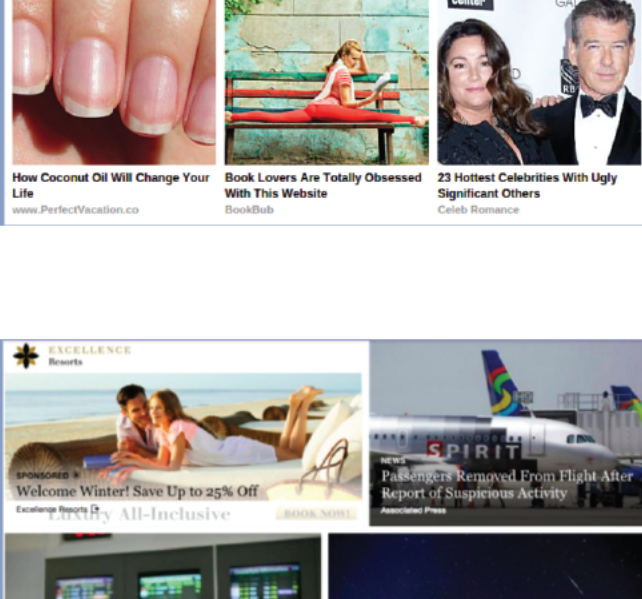 Center
GA
D
RB
How Coconut Oil Will Change Your
Life
www.PerfectVacation.co
Book Lovers Are Totally Obsessed
With This Website
BookBub
23 Hottest Celebrities With Ugly
Significant Others
Celeb Romance
EXCELLENCE
Resorts
SPONSORED
Welcome Winter! Save Up to 25% Off
Excellence Resorts
Luxury All-Inclusive
BOOK NOW!
SPIRIT
NEWS
Passengers Removed From Flight After
Report of Suspicious Activity
Associated Press